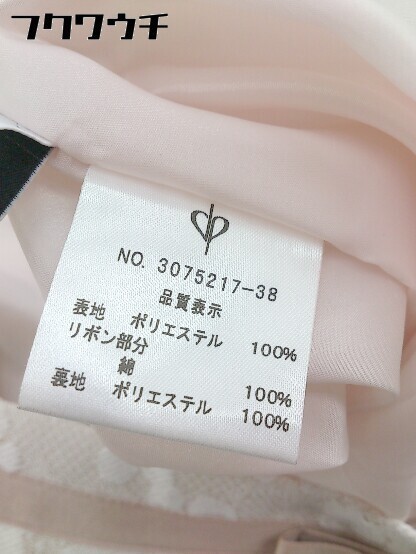 フクワウチ
NO. 3075217-38
品質表示
表地 ポリエステル 100%
リボン部分
綿 100%
裏地 ポリエステル 100%